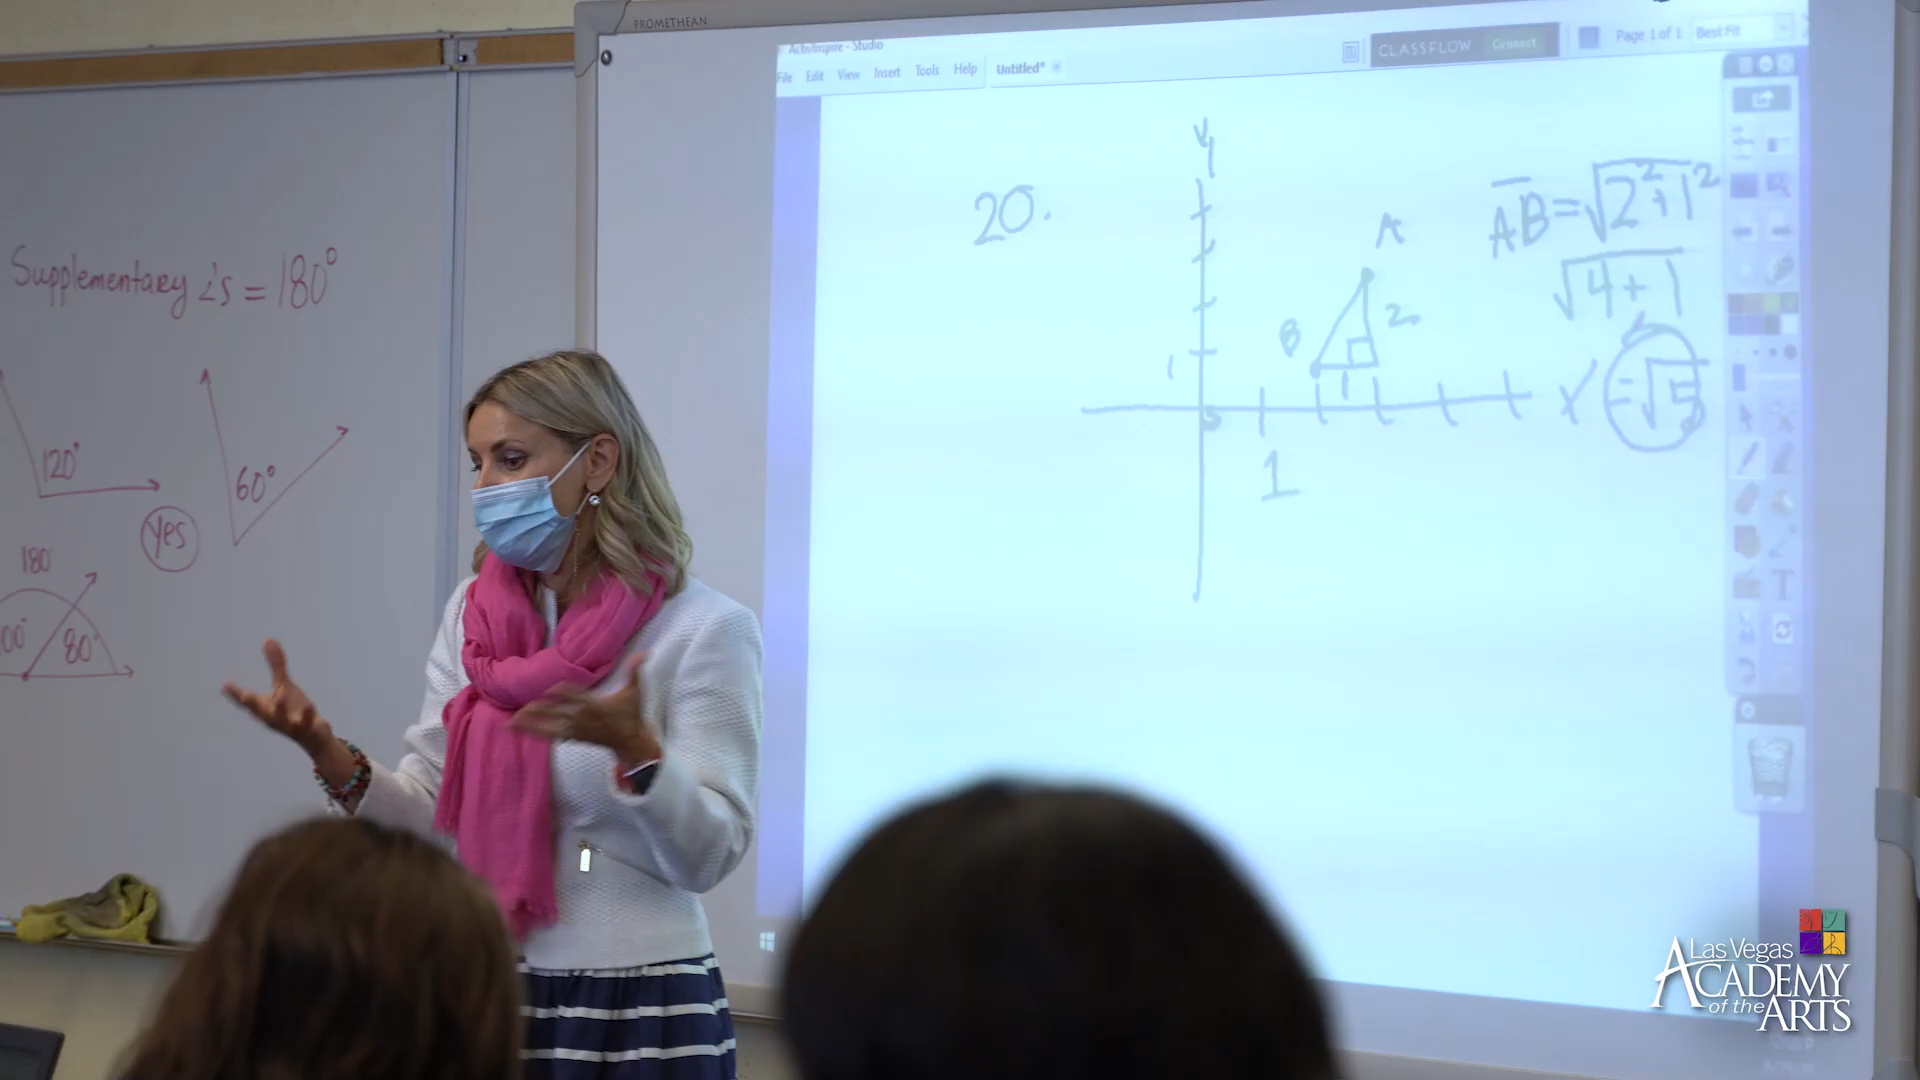 PROMETHEAN
ActivInspire - Studio
File Edit View Insert Tools Help Untitled*
CLASSFLOW Connect
Page 1 of 1 Best Fit
Supplementary ∠'s = 180°
120°
60°
yes
180°
00° 80°
20.
y
A
B
2
1
1
1
x
AB = √2²+1²
√4+1
= √5
T
Las Vegas
ACADEMY
of the ARTS